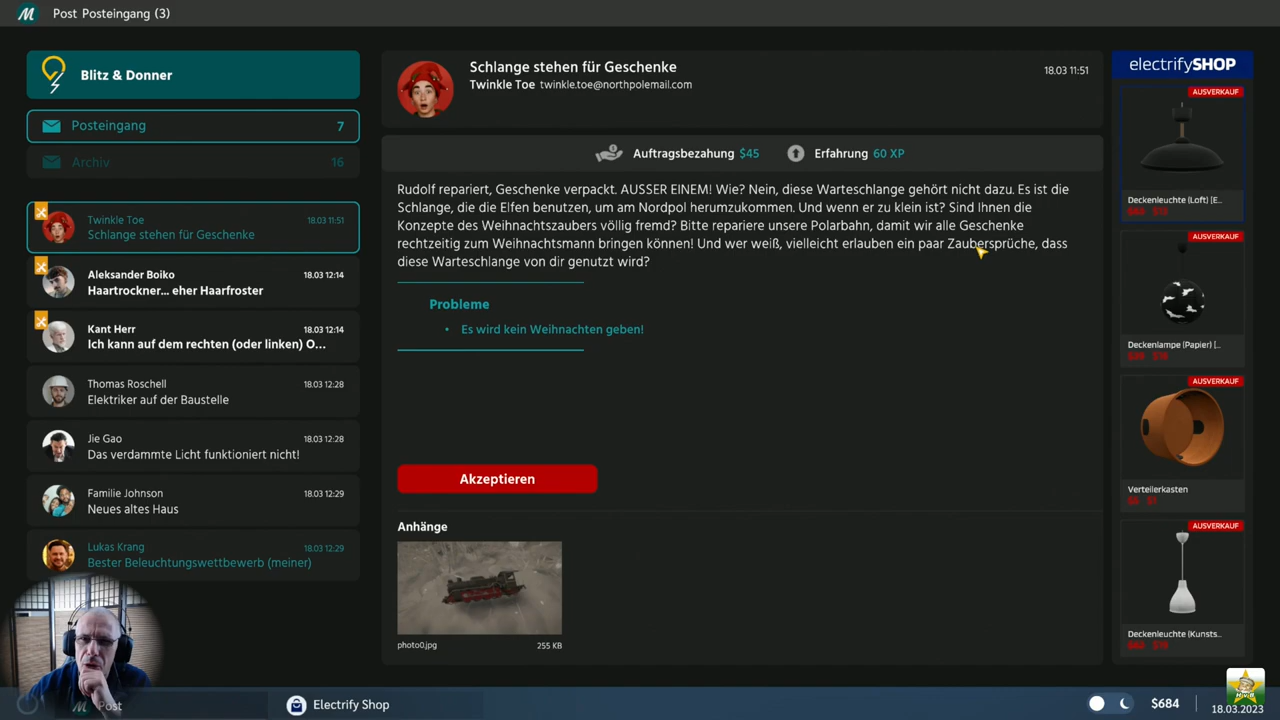 Post Posteingang (3)
Blitz & Donner
Posteingang 7
Archiv 16
Twinkle Toe 18.03 11:51
Schlange stehen für Geschenke
Aleksander Boiko 18.03 12:14
Haartrockner... eher Haarfroster
Kant Herr 18.03 12:14
Ich kann auf dem rechten (oder linken) O...
Thomas Roschell 18.03 12:28
Elektriker auf der Baustelle
Jie Gao 18.03 12:28
Das verdammte Licht funktioniert nicht!
Familie Johnson 18.03 12:29
Neues altes Haus
Lukas Krang 18.03 12:29
Bester Beleuchtungswettbewerb (meiner)
Schlange stehen für Geschenke
18.03 11:51
Twinkle Toe twinkle.toe@northpolemail.com
Auftragsbezahlung $45 Erfahrung 60 XP
Rudolf repariert, Geschenke verpackt. AUSSER EINEM! Wie? Nein, diese Warteschlange gehört nicht dazu. Es ist die
Schlange, die die Elfen benutzen, um am Nordpol herumzukommen. Und wenn er zu klein ist? Sind Ihnen die
Konzepte des Weihnachtszaubers völlig fremd? Bitte repariere unsere Polarbahn, damit wir alle Geschenke
rechtzeitig zum Weihnachtsmann bringen können! Und wer weiß, vielleicht erlauben ein paar Zaubersprüche, dass
diese Warteschlange von dir genutzt wird?
Probleme
• Es wird kein Weihnachten geben!
Akzeptieren
Anhänge
photo0.jpg 255 KB
electrifySHOP
AUSVERKAUF
Deckenleuchte (Loft) [E...
AUSVERKAUF
Deckenlampe (Papier) [...
AUSVERKAUF
Verteilerkasten
AUSVERKAUF
Deckenleuchte (Kunsts...
Post
Electrify Shop
$684
18.03.2023